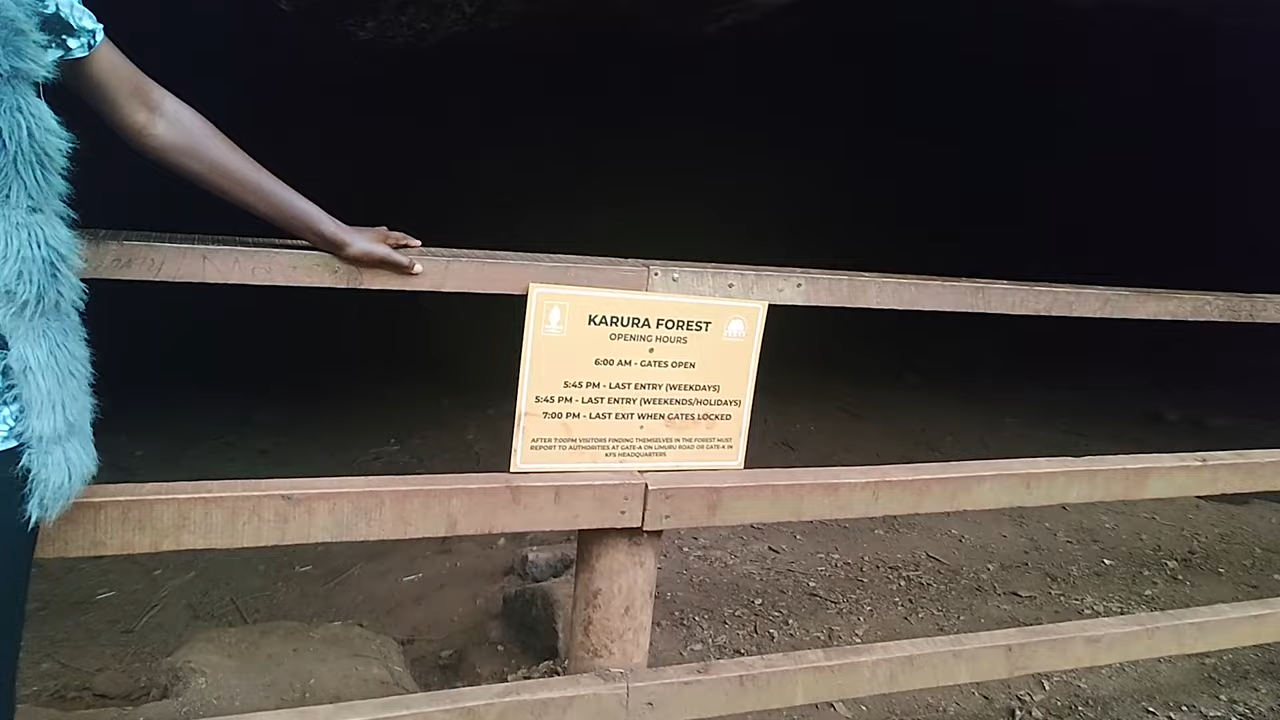 KARURA FOREST
OPENING HOURS
6:00 AM - GATES OPEN
5:45 PM - LAST ENTRY (WEEKDAYS)
5:45 PM - LAST ENTRY (WEEKENDS/HOLIDAYS)
7:00 PM - LAST EXIT WHEN GATES LOCKED
AFTER 7:00PM VISITORS FINDING THEMSELVES IN THE FOREST MUST
REPORT TO AUTHORITIES AT GATE-A ON LIMURU ROAD OR GATE-K IN
KFS HEADQUARTERS